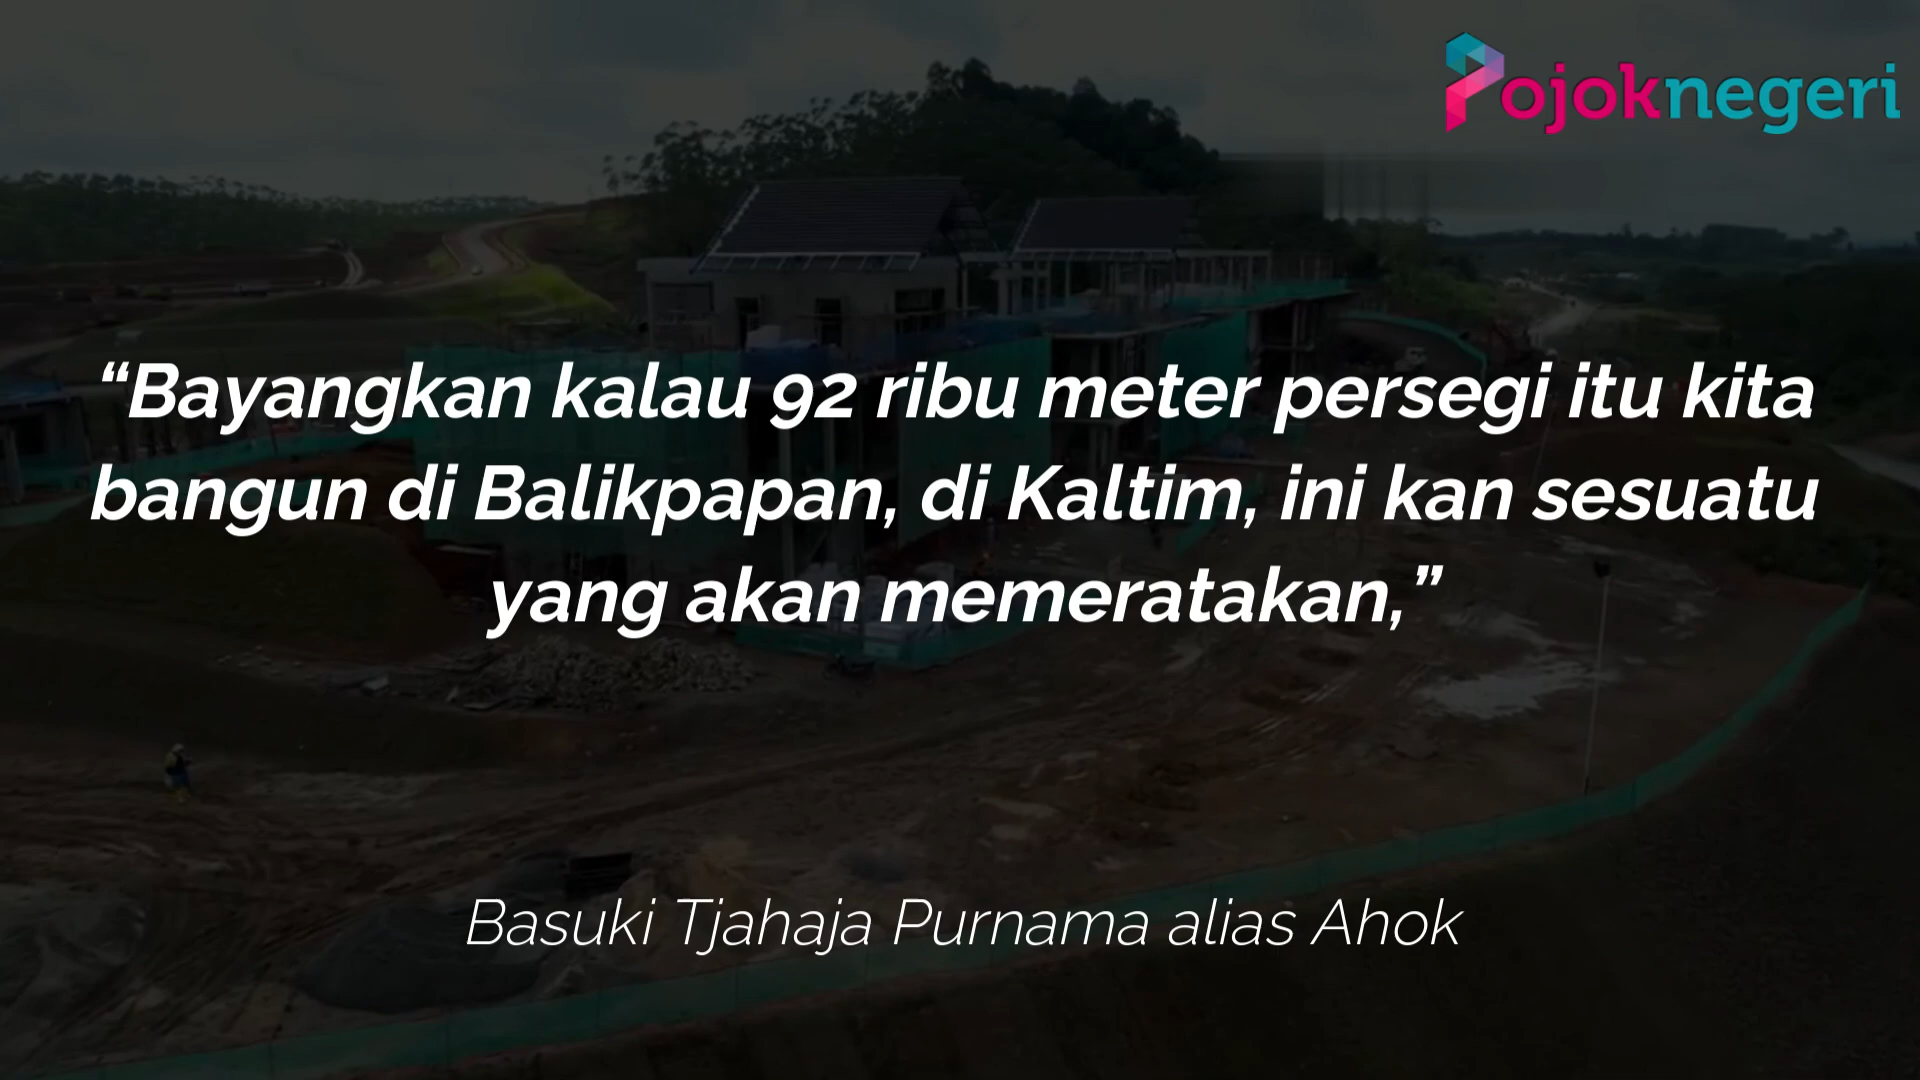 Pojoknegeri
“Bayangkan kalau 92 ribu meter persegi itu kita
bangun di Balikpapan, di Kaltim, ini kan sesuatu
yang akan memeratakan,”
Basuki Tjahaja Purnama alias Ahok